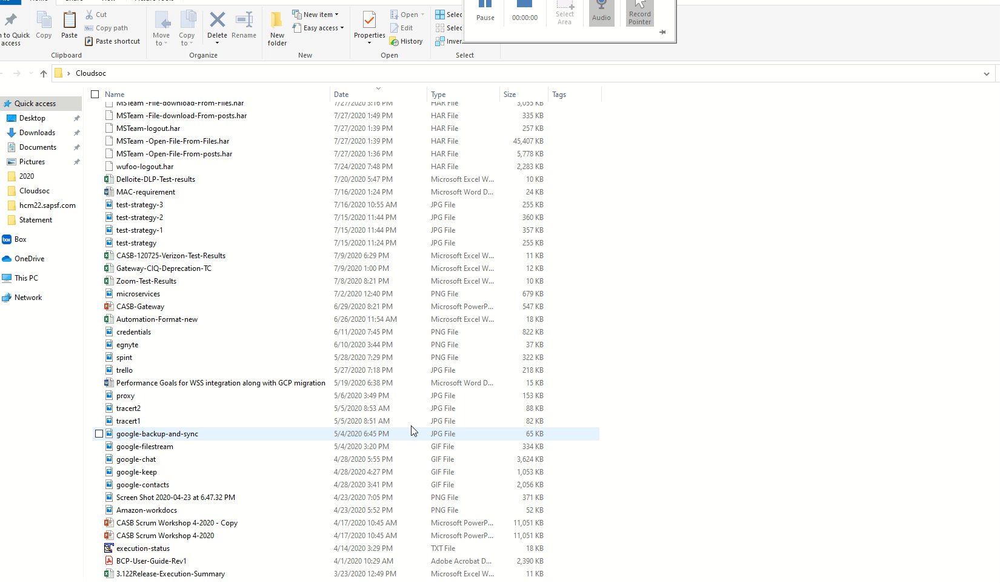 Cut
Copy path
Paste shortcut
n to Quick
access
Copy
Paste
Clipboard
Move
to
Copy
to
Delete
Rename
Organize
New item
Easy access
New
folder
New
Properties
Open
Edit
History
Open
Selec
Selec
Inver
Select
Pause
00:00:00
Select
Area
Audio
Record
Pointer
Cloudsoc
Quick access
Desktop
Downloads
Documents
Pictures
2020
Cloudsoc
hcm22.sapsf.com
Statement
Box
OneDrive
This PC
Network
Name Date Type Size Tags
MSTeam -File-download-From-Files.har 7/27/2020 3:16 PM HAR File 3,055 KB
MSTeam -File-download-From-posts.har 7/27/2020 1:49 PM HAR File 335 KB
MSTeam-logout.har 7/27/2020 1:39 PM HAR File 257 KB
MSTeam -Open-File-From-Files.har 7/27/2020 1:39 PM HAR File 45,407 KB
MSTeam -Open-File-From-posts.har 7/27/2020 1:36 PM HAR File 5,778 KB
wufoo-logout.har 7/24/2020 7:48 PM HAR File 2,283 KB
Delloite-DLP-Test-results 7/20/2020 5:47 PM Microsoft Excel W... 10 KB
MAC-requirement 7/16/2020 1:24 PM Microsoft Word D... 24 KB
test-strategy-3 7/16/2020 10:55 AM JPG File 255 KB
test-strategy-2 7/15/2020 11:44 PM JPG File 360 KB
test-strategy-1 7/15/2020 11:44 PM JPG File 357 KB
test-strategy 7/15/2020 11:24 PM JPG File 255 KB
CASB-120725-Verizon-Test-Results 7/9/2020 6:29 PM Microsoft Excel W... 11 KB
Gateway-CIQ-Deprecation-TC 7/9/2020 1:00 PM Microsoft Excel W... 12 KB
Zoom-Test-Results 7/8/2020 8:21 PM Microsoft Excel W... 10 KB
microservices 7/2/2020 12:40 PM PNG File 679 KB
CASB-Gateway 6/29/2020 8:21 PM Microsoft PowerP... 547 KB
Automation-Format-new 6/26/2020 11:54 AM Microsoft Excel W... 18 KB
credentials 6/11/2020 7:45 PM PNG File 822 KB
egnyte 6/10/2020 3:44 PM PNG File 37 KB
spint 5/28/2020 7:29 PM PNG File 322 KB
trello 5/27/2020 7:18 PM JPG File 218 KB
Performance Goals for WSS integration along with GCP migration 5/19/2020 6:38 PM Microsoft Word D... 15 KB
proxy 5/6/2020 3:49 PM JPG File 153 KB
tracert2 5/5/2020 8:53 AM JPG File 88 KB
tracert1 5/5/2020 8:51 AM JPG File 82 KB
google-backup-and-sync 5/4/2020 6:45 PM JPG File 65 KB
google-filestream 5/4/2020 3:20 PM GIF File 334 KB
google-chat 4/28/2020 5:55 PM GIF File 3,624 KB
google-keep 4/28/2020 4:27 PM GIF File 1,053 KB
google-contacts 4/28/2020 3:41 PM GIF File 2,056 KB
Screen Shot 2020-04-23 at 6.47.32 PM 4/23/2020 7:05 PM PNG File 371 KB
Amazon-workdocs 4/23/2020 5:52 PM PNG File 52 KB
CASB Scrum Workshop 4-2020 - Copy 4/17/2020 10:45 AM Microsoft PowerP... 11,051 KB
CASB Scrum Workshop 4-2020 4/17/2020 10:45 AM Microsoft PowerP... 11,051 KB
execution-status 4/14/2020 3:29 PM TXT File 18 KB
BCP-User-Guide-Rev1 4/1/2020 10:29 AM Adobe Acrobat D... 2,390 KB
3.122Release-Execution-Summary 3/23/2020 12:49 PM Microsoft Excel W... 11 KB